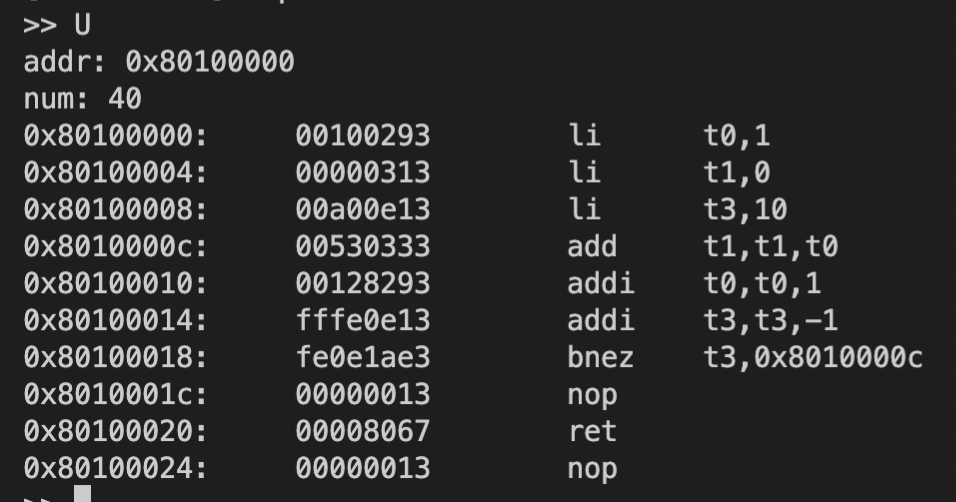 >> U
addr: 0x80100000
num: 40
0x80100000: 00100293 li t0,1
0x80100004: 00000313 li t1,0
0x80100008: 00a00e13 li t3,10
0x8010000c: 00530333 add t1,t1,t0
0x80100010: 00128293 addi t0,t0,1
0x80100014: fffe0e13 addi t3,t3,-1
0x80100018: fe0e1ae3 bnez t3,0x8010000c
0x8010001c: 00000013 nop
0x80100020: 00008067 ret
0x80100024: 00000013 nop
>>